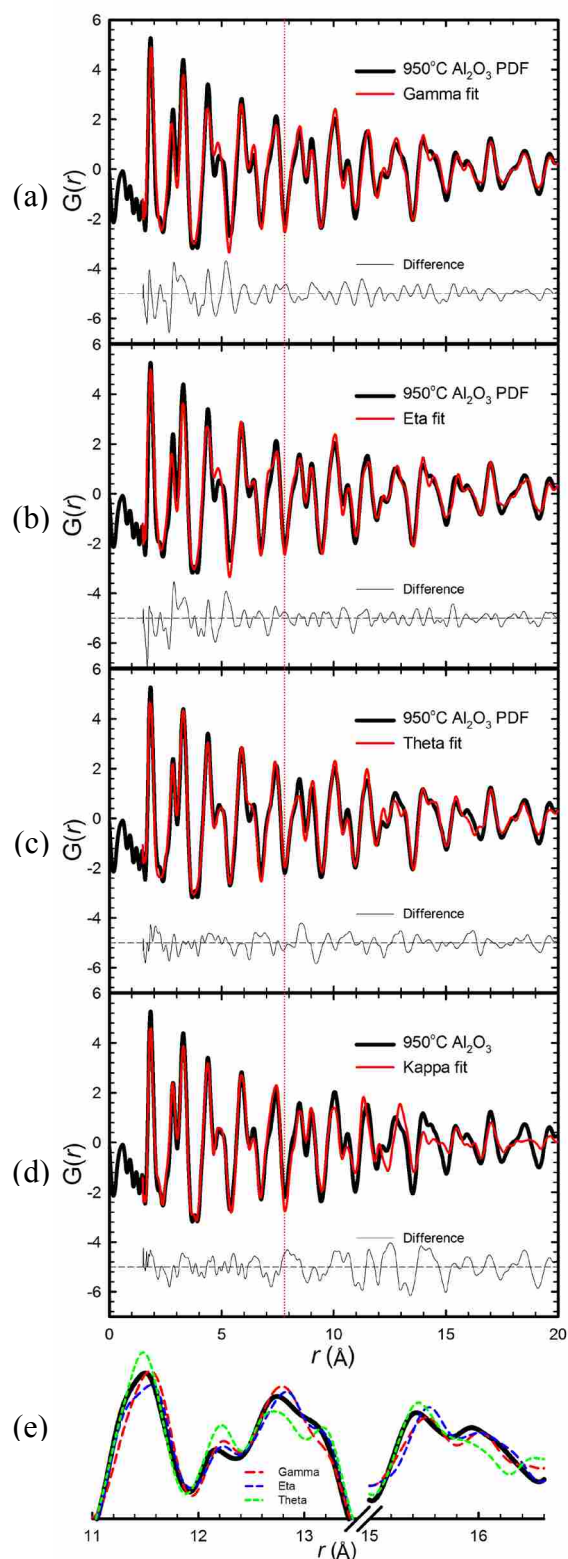 (a)
G(r)
6
4
2
0
-2
-4
-6
950°C Al₂O₃ PDF
Gamma fit
Difference
(b)
G(r)
6
4
2
0
-2
-4
-6
950°C Al₂O₃ PDF
Eta fit
Difference
(c)
G(r)
6
4
2
0
-2
-4
-6
950°C Al₂O₃ PDF
Theta fit
Difference
(d)
G(r)
6
4
2
0
-2
-4
-6
950°C Al₂O₃
Kappa fit
Difference
0 5 10 15 20
r (Å)
(e)
Gamma
Eta
Theta
11 12 13 15 16
r (Å)